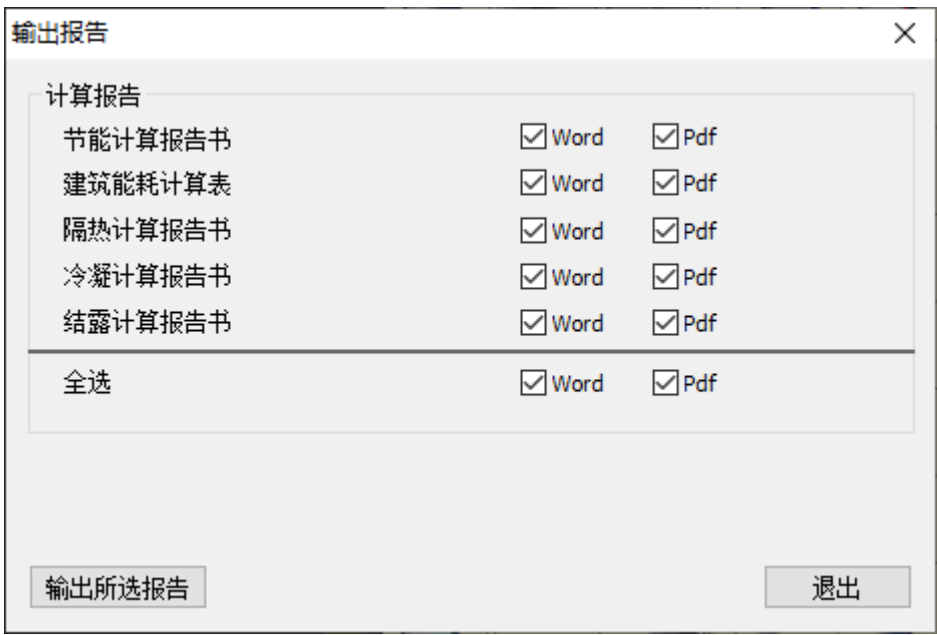 输出报告
计算报告
节能计算报告书 Word Pdf
建筑能耗计算表 Word Pdf
隔热计算报告书 Word Pdf
冷凝计算报告书 Word Pdf
结露计算报告书 Word Pdf
全选 Word Pdf
输出所选报告 退出